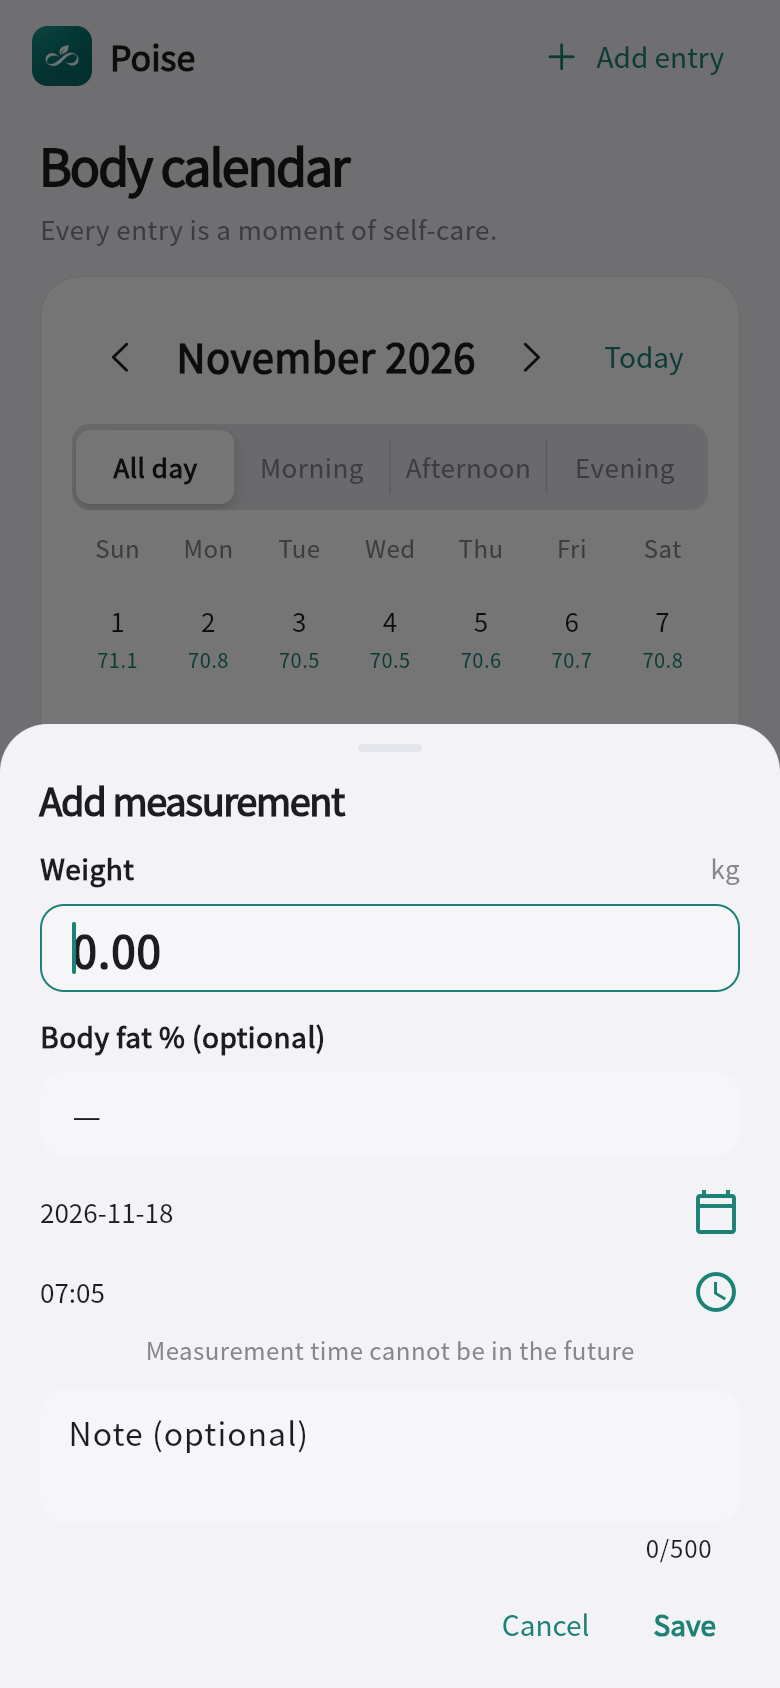 Poise
Add entry
Body calendar
Every entry is a moment of self-care.
November 2026
Today
All day Morning Afternoon Evening
Sun Mon Tue Wed Thu Fri Sat
1 2 3 4 5 6 7
71.1 70.8 70.5 70.5 70.6 70.7 70.8
Add measurement
Weight kg
0.00
Body fat % (optional)
—
2026-11-18
07:05
Measurement time cannot be in the future
Note (optional)
0/500
Cancel Save